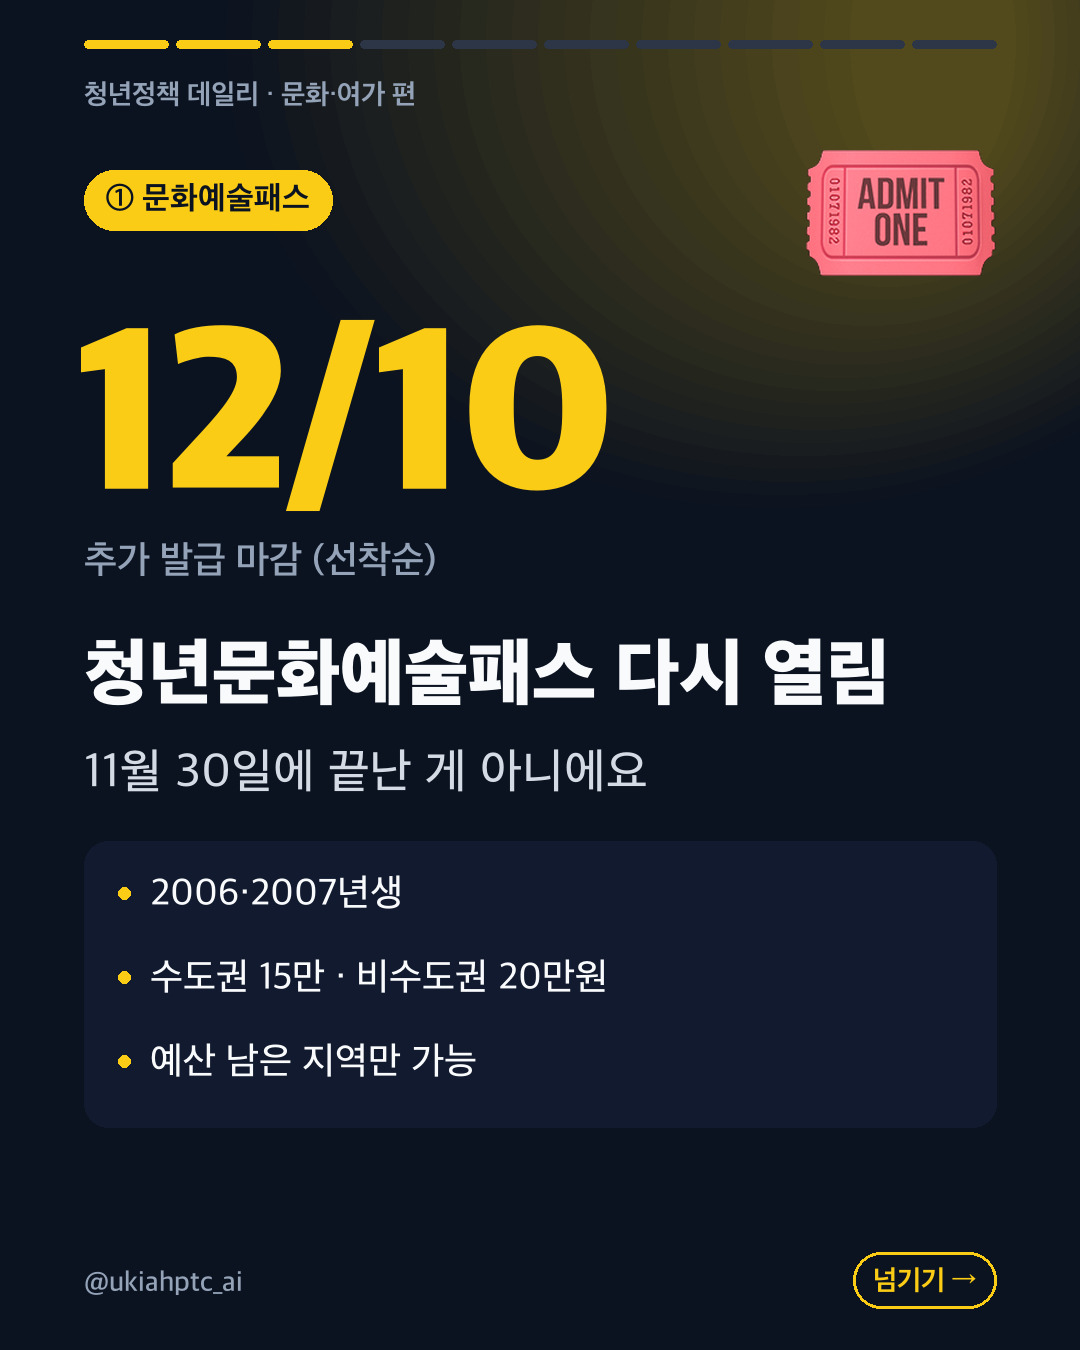 청년정책 데일리 · 문화·여가 편
① 문화예술패스
ADMIT
ONE
01071982
01071982
12/10
추가 발급 마감 (선착순)
청년문화예술패스 다시 열림
11월 30일에 끝난 게 아니에요
• 2006·2007년생
• 수도권 15만 · 비수도권 20만원
• 예산 남은 지역만 가능
@ukiahptc_ai
넘기기 →